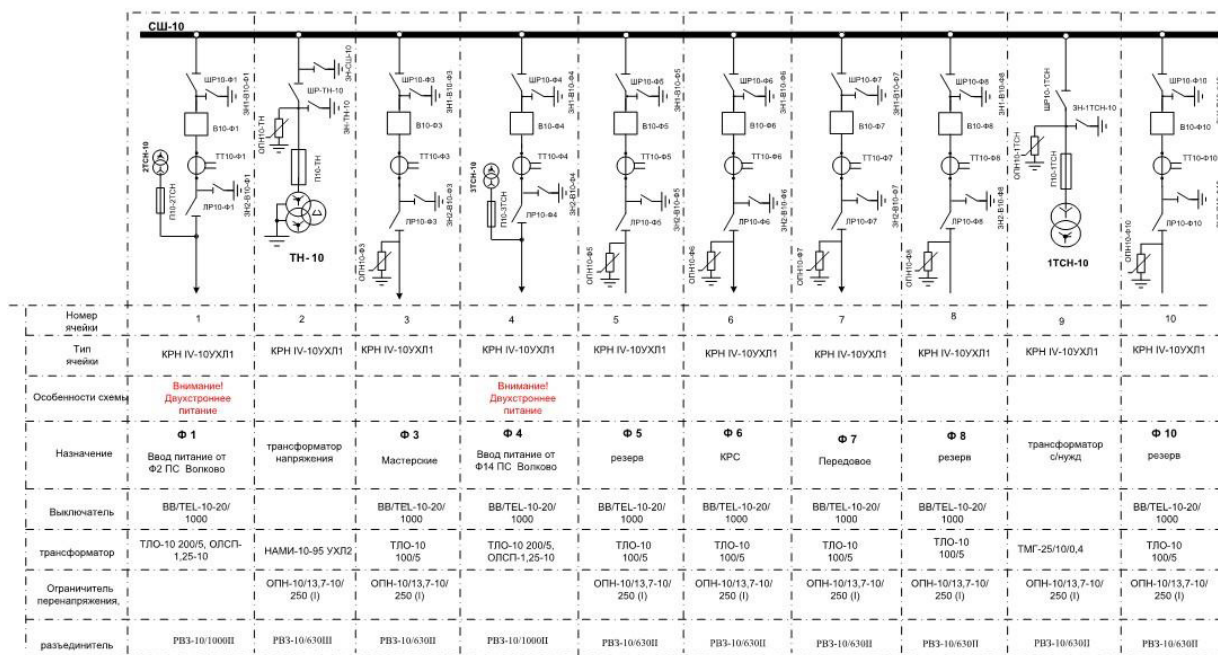 СШ-10
ШР10-Ф1
ЗН1-В10-Ф1
В10-Ф1
ТТ10-Ф1
2ТСН-10
П10-2ТСН
ЛР10-Ф1
ЗН2-В10-Ф1
ЗН-СШ-10
ШР-ТН-10
ЗН-ТН-10
ОПН10-ТН
П10-ТН
ТН-10
ШР10-Ф3
ЗН1-В10-Ф3
В10-Ф3
ТТ10-Ф3
ЛР10-Ф3
ЗН2-В10-Ф3
ОПН10-Ф3
ШР10-Ф4
ЗН1-В10-Ф4
В10-Ф4
ТТ10-Ф4
3ТСН-10
П10-3ТСН
ЛР10-Ф4
ЗН2-В10-Ф4
ШР10-Ф5
ЗН1-В10-Ф5
В10-Ф5
ТТ10-Ф5
ЛР10-Ф5
ЗН2-В10-Ф5
ОПН10-Ф5
ШР10-Ф6
ЗН1-В10-Ф6
В10-Ф6
ТТ10-Ф6
ЛР10-Ф6
ЗН2-В10-Ф6
ОПН10-Ф6
ШР10-Ф7
ЗН1-В10-Ф7
В10-Ф7
ТТ10-Ф7
ЛР10-Ф7
ЗН2-В10-Ф7
ОПН10-Ф7
ШР10-Ф8
ЗН1-В10-Ф8
В10-Ф8
ТТ10-Ф8
ЛР10-Ф8
ЗН2-В10-Ф8
ОПН10-Ф8
ШР10-1ТСН
ЗН-1ТСН-10
ОПН10-1ТСН
П10-1ТСН
1ТСН-10
ШР10-Ф10
В10-Ф10
ТТ10-Ф10
ЛР10-Ф10
ОПН10-Ф10
Номер ячейки 1 2 3 4 5 6 7 8 9 10
Тип ячейки КРН IV-10УХЛ1 КРН IV-10УХЛ1 КРН IV-10УХЛ1 КРН IV-10УХЛ1 КРН IV-10УХЛ1 КРН IV-10УХЛ1 КРН IV-10УХЛ1 КРН IV-10УХЛ1 КРН IV-10УХЛ1 КРН IV-10УХЛ1
Особенности схемы Внимание! Двухстроннее питание Внимание! Двухстроннее питание
Назначение
Ф 1 Ввод питание от Ф2 ПС Волково
трансформатор напряжения
Ф 3 Мастерские
Ф 4 Ввод питание от Ф14 ПС Волково
Ф 5 резерв
Ф 6 КРС
Ф 7 Передовое
Ф 8 резерв
трансформатор с/нужд
Ф 10 резерв
Выключатель BB/TEL-10-20/1000 BB/TEL-10-20/1000 BB/TEL-10-20/1000 BB/TEL-10-20/1000 BB/TEL-10-20/1000 BB/TEL-10-20/1000 BB/TEL-10-20/1000 BB/TEL-10-20/1000
трансформатор ТЛО-10 200/5, ОЛСП-1,25-10 НАМИ-10-95 УХЛ2 ТЛО-10 100/5 ТЛО-10 200/5, ОЛСП-1,25-10 ТЛО-10 100/5 ТЛО-10 100/5 ТЛО-10 100/5 ТЛО-10 100/5 ТМГ-25/10/0,4 ТЛО-10 100/5
Ограничитель перенапряжения, ОПН-10/13,7-10/250 (I) ОПН-10/13,7-10/250 (I) ОПН-10/13,7-10/250 (I) ОПН-10/13,7-10/250 (I) ОПН-10/13,7-10/250 (I) ОПН-10/13,7-10/250 (I) ОПН-10/13,7-10/250 (I) ОПН-10/13,7-10/250 (I)
разъединитель РВЗ-10/1000II РВЗ-10/630III РВЗ-10/630II РВЗ-10/1000II РВЗ-10/630II РВЗ-10/630II РВЗ-10/630II РВЗ-10/630II РВЗ-10/630II РВЗ-10/630II